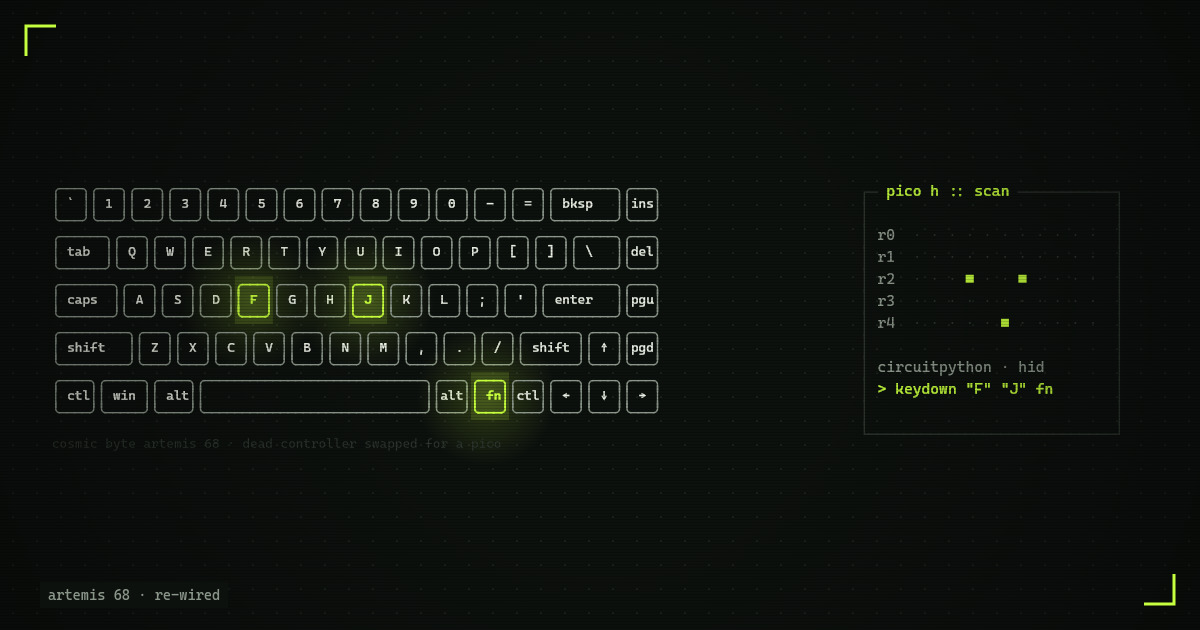 ` 1 2 3 4 5 6 7 8 9 0 - = bksp ins
tab Q W E R T Y U I O P [ ] \ del
caps A S D F G H J K L ; ' enter pgu
shift Z X C V B N M , . / shift ↑ pgd
ctl win alt alt fn ctl ← ↓ →
cosmic byte artemis 68 · dead controller swapped for a pico
pico h :: scan
r0
r1
r2
r3
r4
circuitpython · hid
> keydown "F" "J" fn
artemis 68 · re-wired